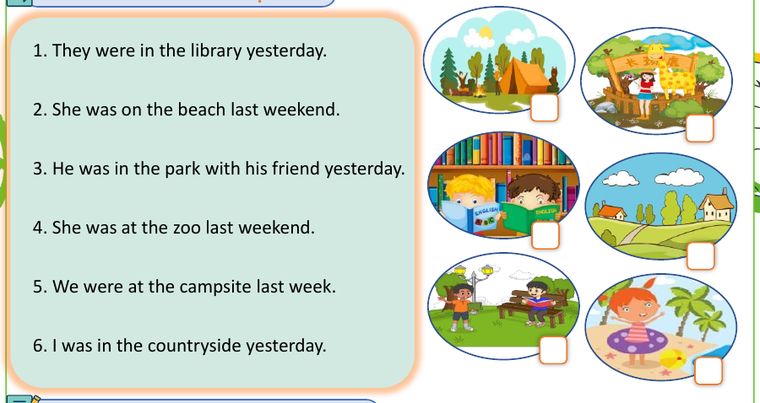 1. They were in the library yesterday.
2. She was on the beach last weekend.
3. He was in the park with his friend yesterday.
4. She was at the zoo last weekend.
5. We were at the campsite last week.
6. I was in the countryside yesterday.
ENGLISH
ENGLISH